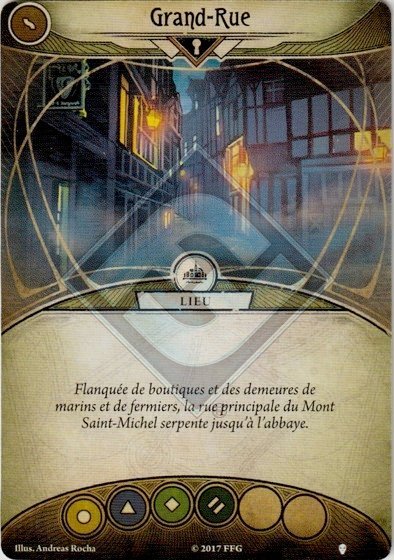 Grand-Rue
LIEU
Flanquée de boutiques et des demeures de
marins et de fermiers, la rue principale du Mont
Saint-Michel serpente jusqu'à l'abbaye.
Illus. Andreas Rocha
© 2017 FFG